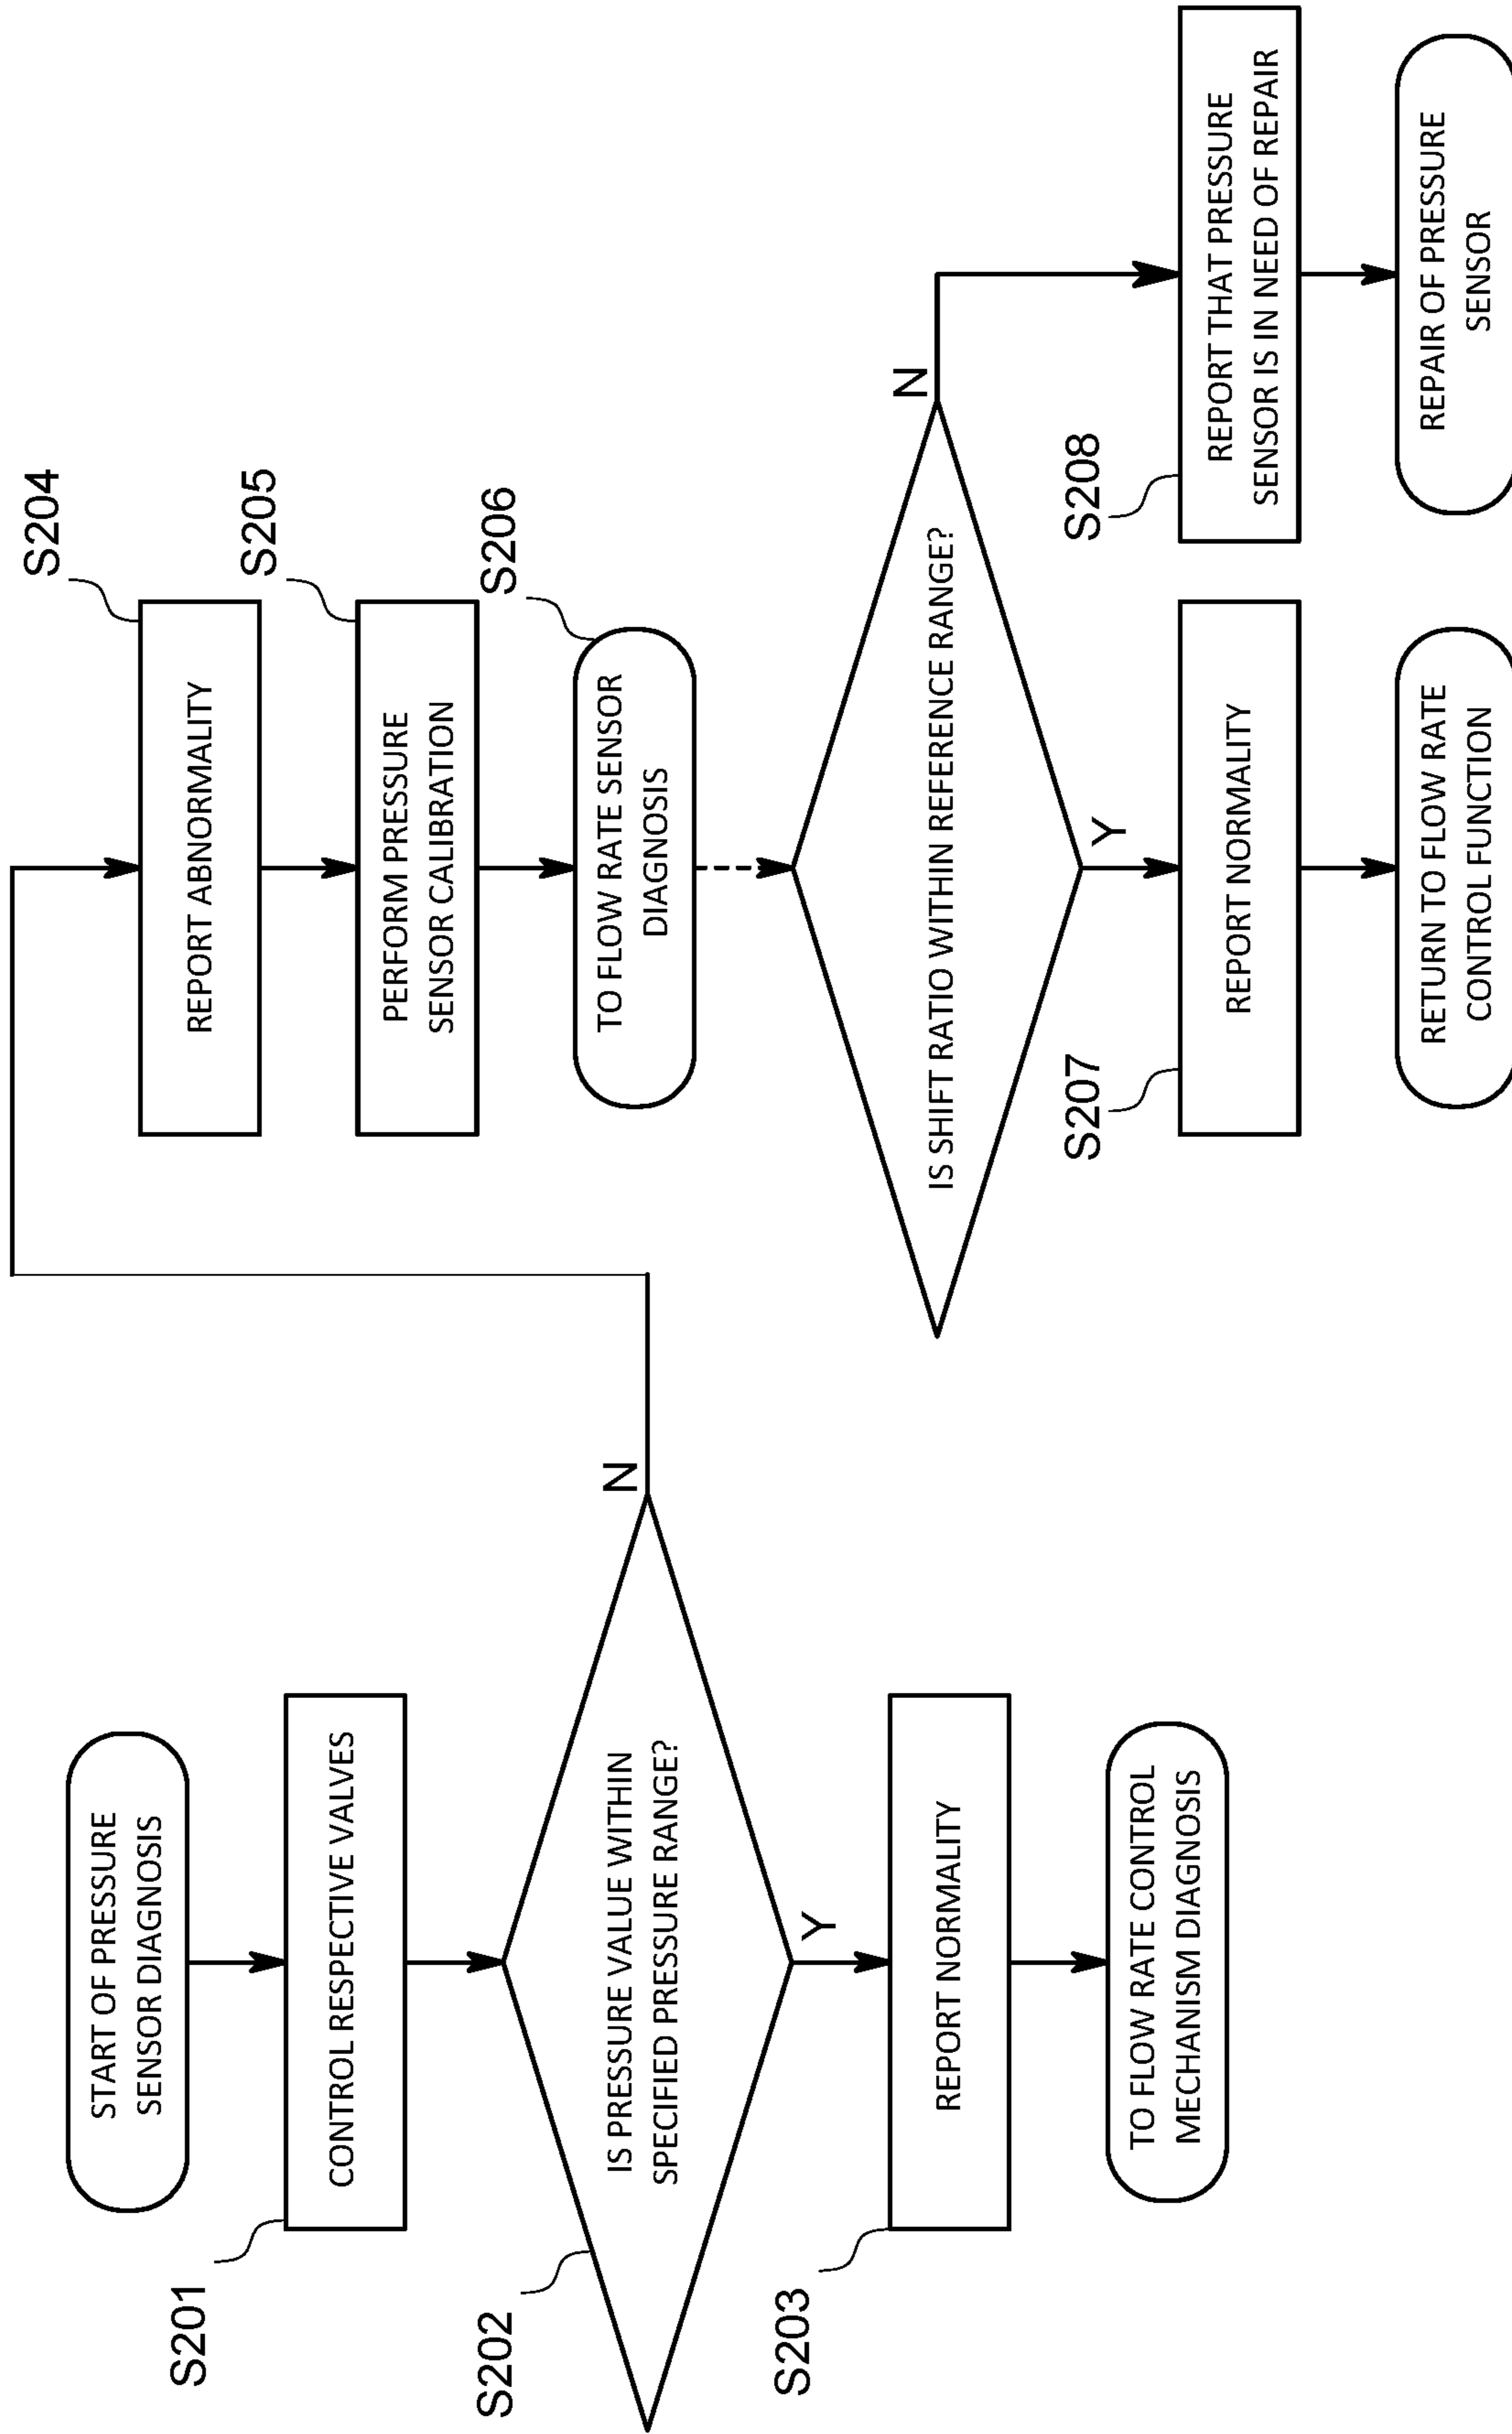 START OF PRESSURE
SENSOR DIAGNOSIS
S201
CONTROL RESPECTIVE VALVES
S202
IS PRESSURE VALUE WITHIN
SPECIFIED PRESSURE RANGE?
N
Y
S203
REPORT NORMALITY
TO FLOW RATE CONTROL
MECHANISM DIAGNOSIS
S204
REPORT ABNORMALITY
S205
PERFORM PRESSURE
SENSOR CALIBRATION
S206
TO FLOW RATE SENSOR
DIAGNOSIS
IS SHIFT RATIO WITHIN REFERENCE RANGE?
N
Y
S207
REPORT NORMALITY
RETURN TO FLOW RATE
CONTROL FUNCTION
S208
REPORT THAT PRESSURE
SENSOR IS IN NEED OF REPAIR
REPAIR OF PRESSURE
SENSOR